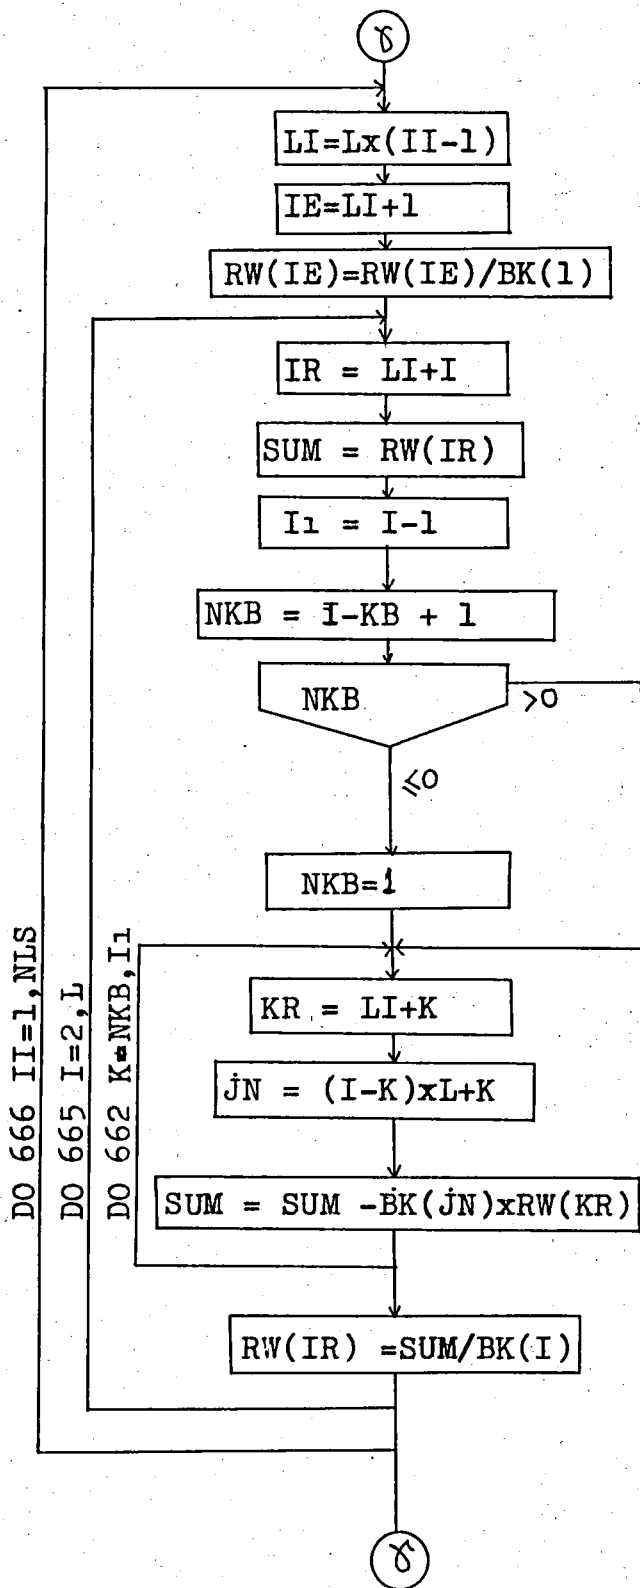 γ
LI=Lx(II-1)
IE=LI+1
RW(IE)=RW(IE)/BK(1)
IR = LI+I
SUM = RW(IR)
I1 = I-1
NKB = I-KB + 1
NKB
>0
≤0
NKB=1
KR = LI+K
jN = (I-K)xL+K
SUM = SUM -BK(jN)xRW(KR)
RW(IR) =SUM/BK(I)
DO 666 II=1,NLS
DO 665 I=2,L
DO 662 K=NKB,I1
γ